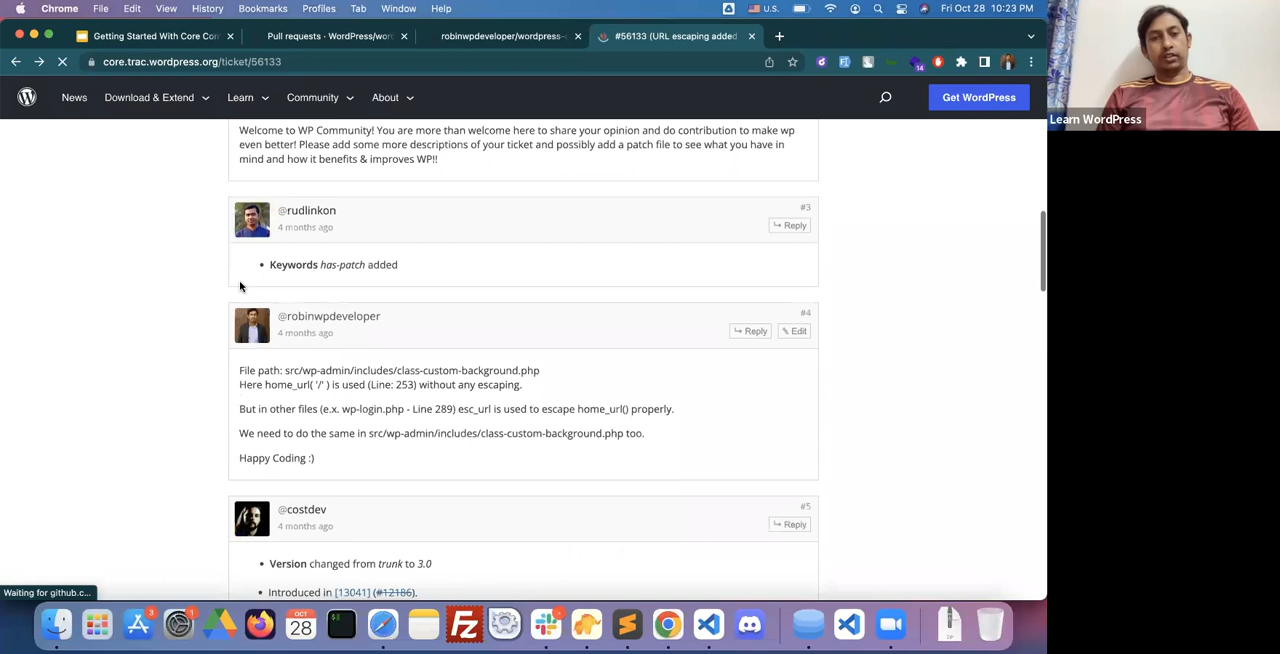 Chrome File Edit View History Bookmarks Profiles Tab Window Help U.S. Fri Oct 28 10:23 PM
Getting Started With Core Con
Pull requests · WordPress/wor
robinwpdeveloper/wordpress-
#56133 (URL escaping added
core.trac.wordpress.org/ticket/56133
14
News Download & Extend Learn Community About Get WordPress
Learn WordPress
Welcome to WP Community! You are more than welcome here to share your opinion and do contribution to make wp
even better! Please add some more descriptions of your ticket and possibly add a patch file to see what you have in
mind and how it benefits & improves WP!!
@rudlinkon #3
4 months ago Reply
• Keywords has-patch added
@robinwpdeveloper #4
4 months ago Reply Edit
File path: src/wp-admin/includes/class-custom-background.php
Here home_url( '/' ) is used (Line: 253) without any escaping.
But in other files (e.x. wp-login.php - Line 289) esc_url is used to escape home_url() properly.
We need to do the same in src/wp-admin/includes/class-custom-background.php too.
Happy Coding :)
@costdev #5
4 months ago Reply
• Version changed from trunk to 3.0
• Introduced in [13041] (#12186).
Waiting for github.c...
3
1
OCT
28
Fz